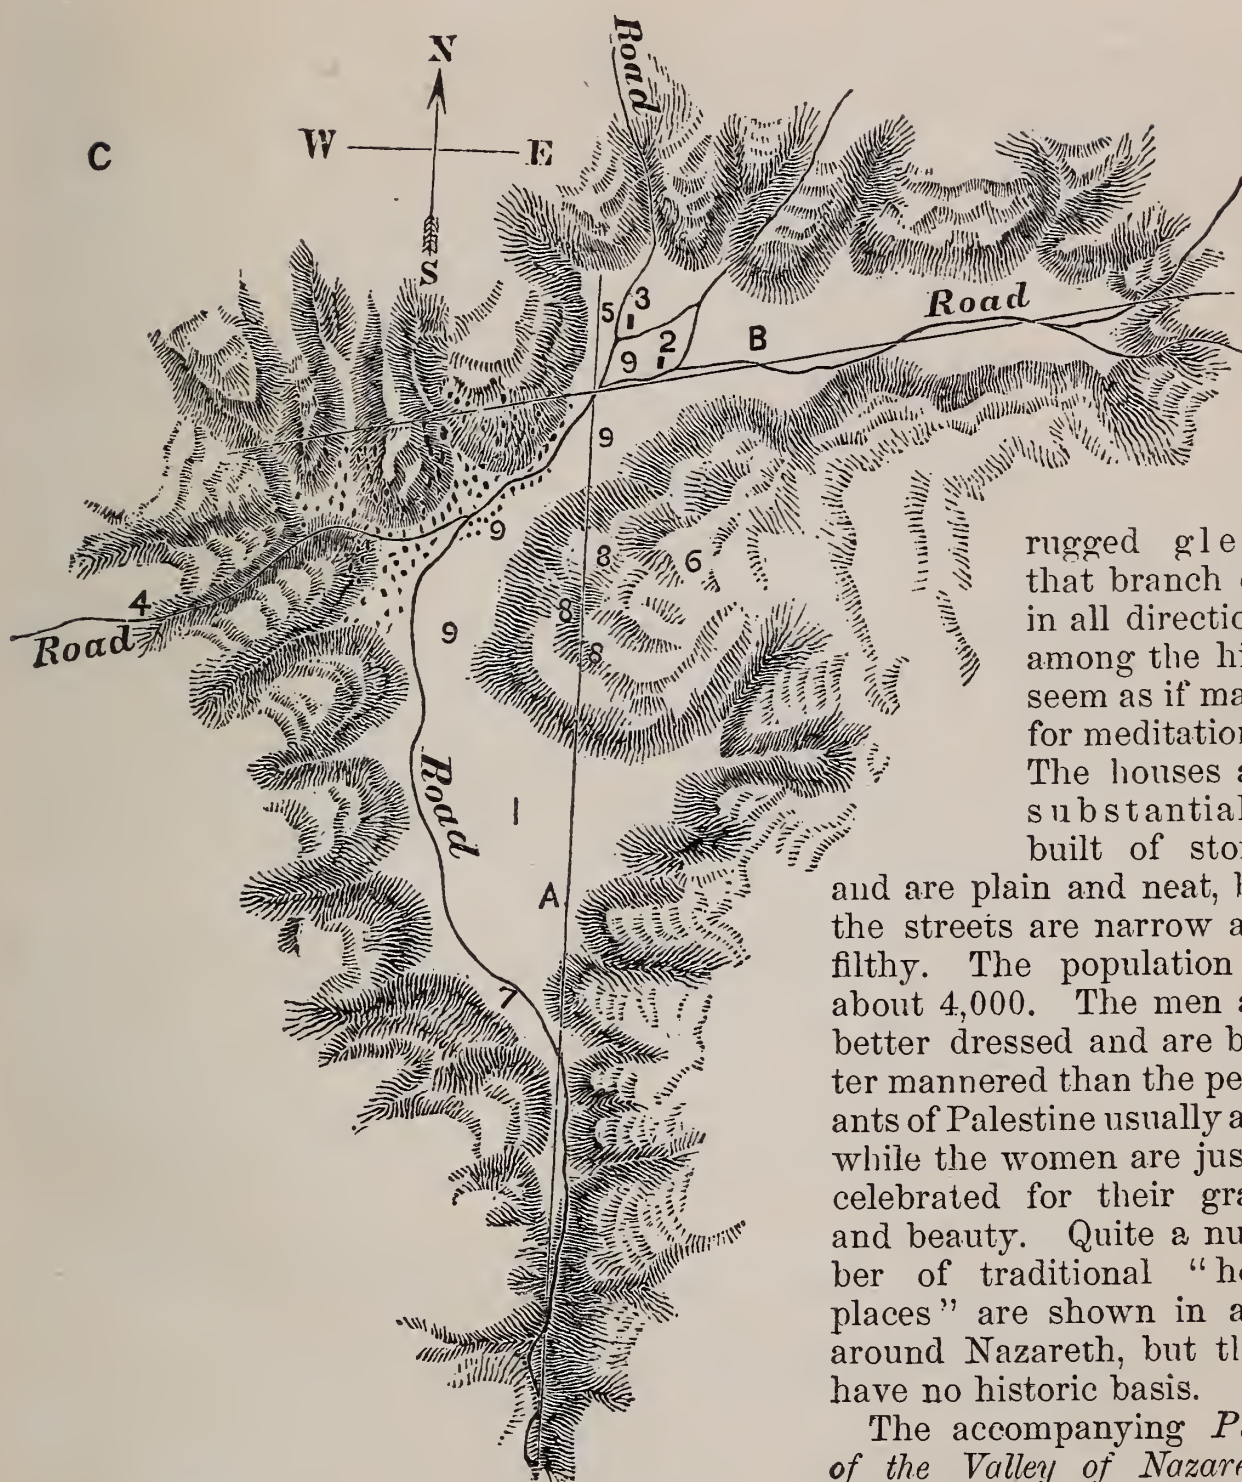 N
Road
C
W
E
S
5
3
Road
2
B
9
9
9
8
6
4
8
Road
9
8
Road
1
A
7
rugged gle
that branch
in all directio
among the hi
seem as if ma
for meditation
The houses a
substantial
built of sto
and are plain and neat, b
the streets are narrow a
filthy. The population
about 4,000. The men a
better dressed and are b
ter mannered than the pe
ants of Palestine usually a
while the women are jus
celebrated for their gra
and beauty. Quite a nu
ber of traditional “h
places” are shown in a
around Nazareth, but th
have no historic basis.
The accompanying P
of the Valley of Nazare